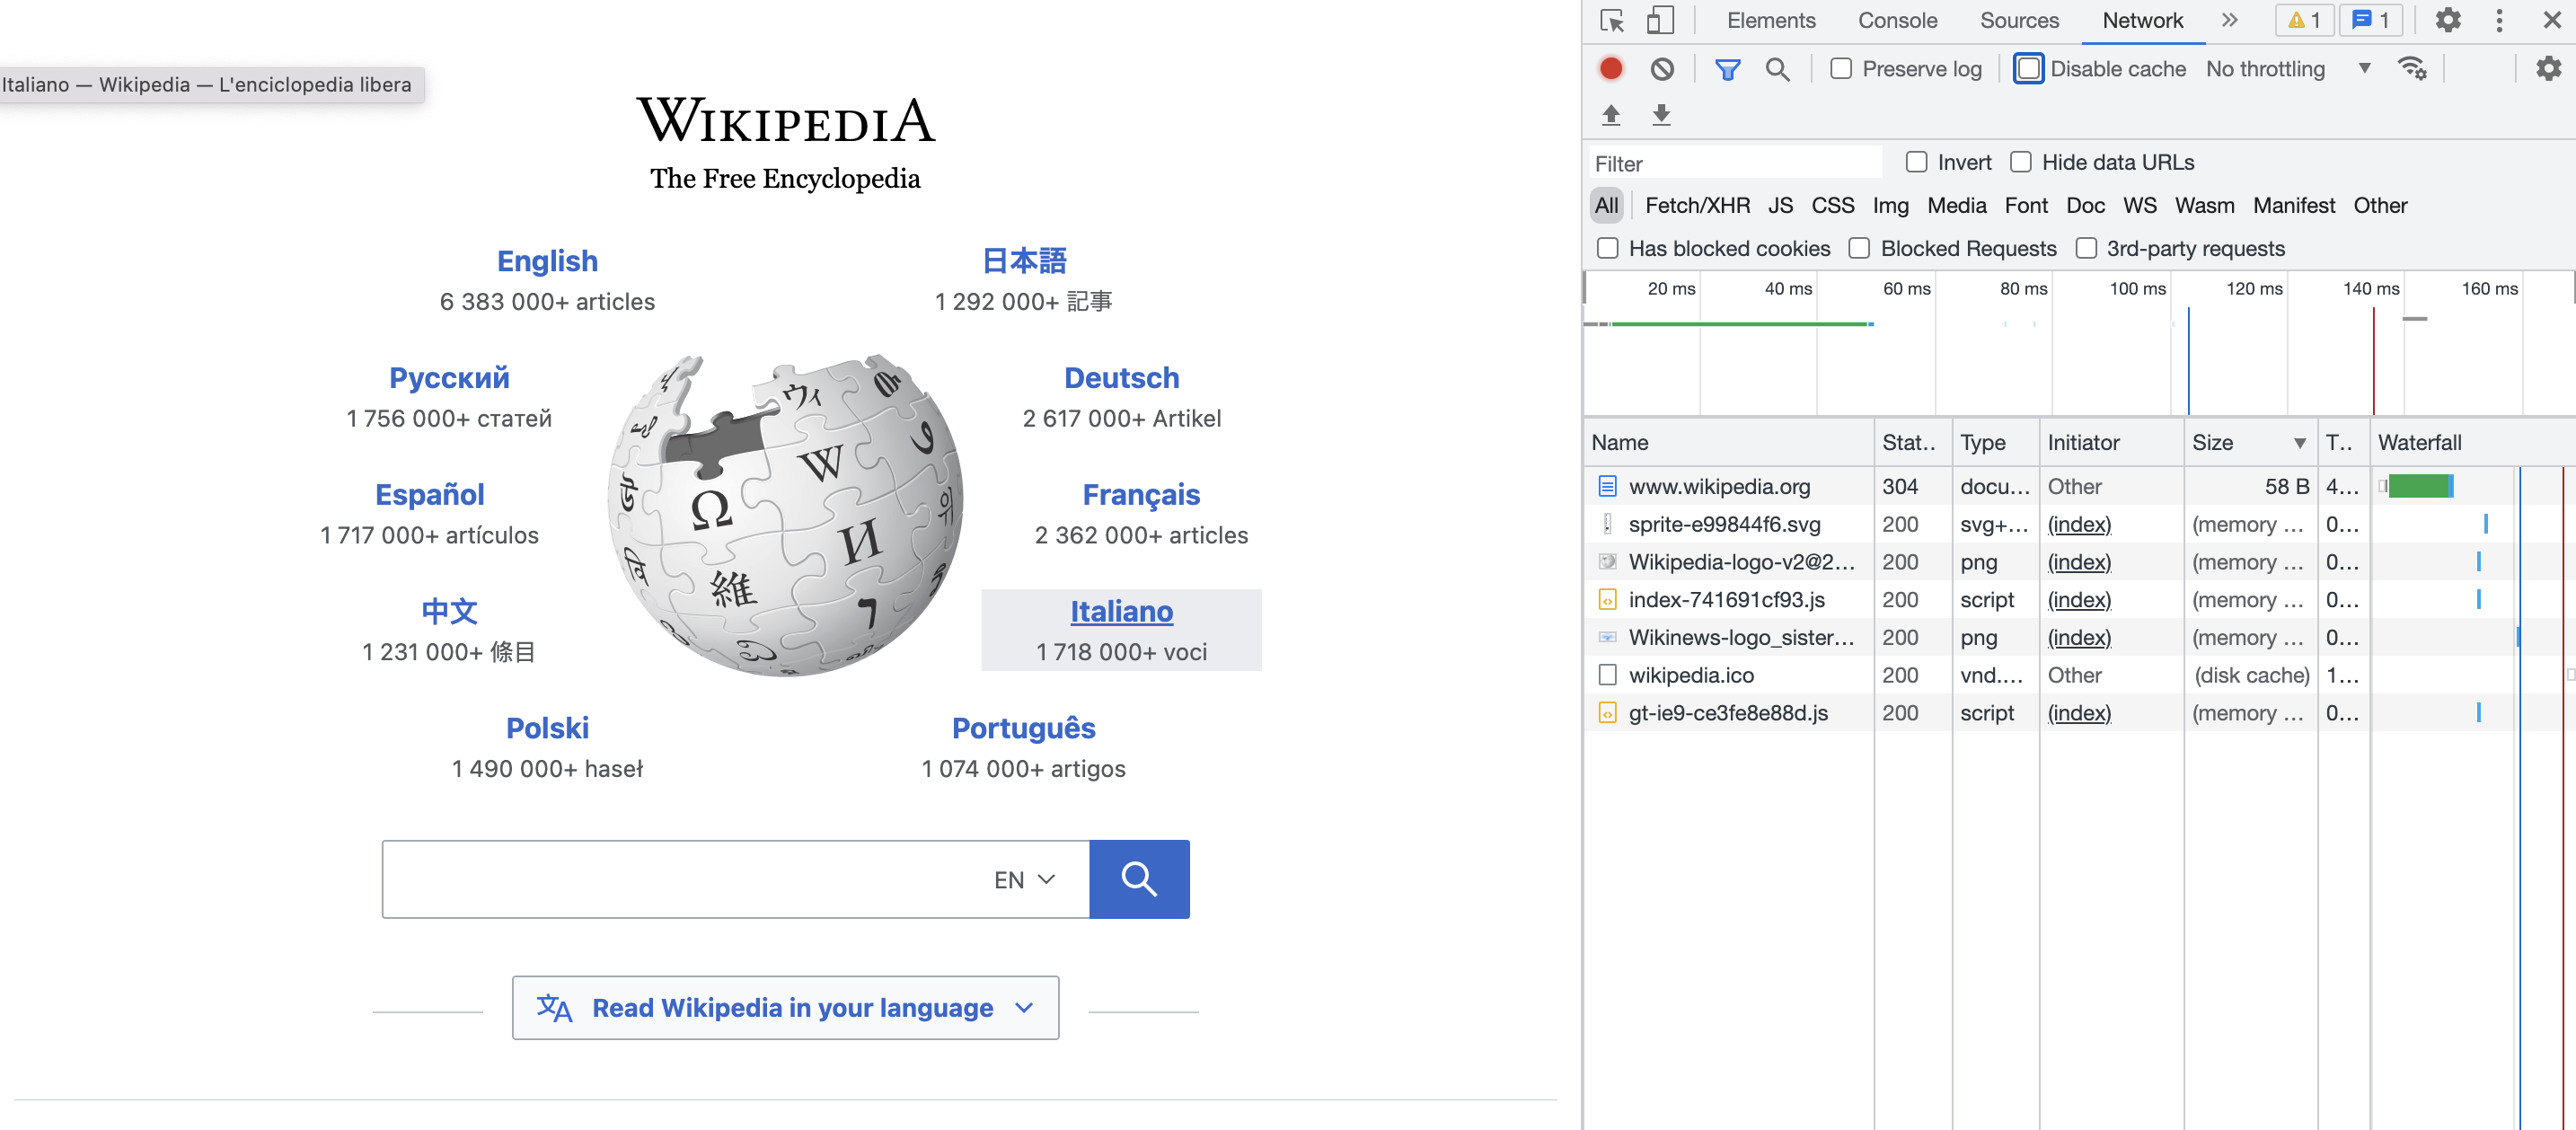 Italiano — Wikipedia — L'enciclopedia libera
WIKIPEDIA
The Free Encyclopedia
English
6 383 000+ articles
日本語
1 292 000+ 記事
Русский
1 756 000+ статей
Deutsch
2 617 000+ Artikel
Español
1 717 000+ artículos
Français
2 362 000+ articles
中文
1 231 000+ 條目
Italiano
1 718 000+ voci
Polski
1 490 000+ haseł
Português
1 074 000+ artigos
Ω W И 維 ウィ 위 ו
EN
Read Wikipedia in your language
Elements Console Sources Network 1 1
Preserve log Disable cache No throttling
Filter Invert Hide data URLs
All Fetch/XHR JS CSS Img Media Font Doc WS Wasm Manifest Other
Has blocked cookies Blocked Requests 3rd-party requests
20 ms 40 ms 60 ms 80 ms 100 ms 120 ms 140 ms 160 ms
Name Stat.. Type Initiator Size T.. Waterfall
www.wikipedia.org 304 docu... Other 58 B 4...
sprite-e99844f6.svg 200 svg+... (index) (memory ... 0...
Wikipedia-logo-v2@2... 200 png (index) (memory ... 0...
index-741691cf93.js 200 script (index) (memory ... 0...
Wikinews-logo_sister... 200 png (index) (memory ... 0...
wikipedia.ico 200 vnd.... Other (disk cache) 1...
gt-ie9-ce3fe8e88d.js 200 script (index) (memory ... 0...